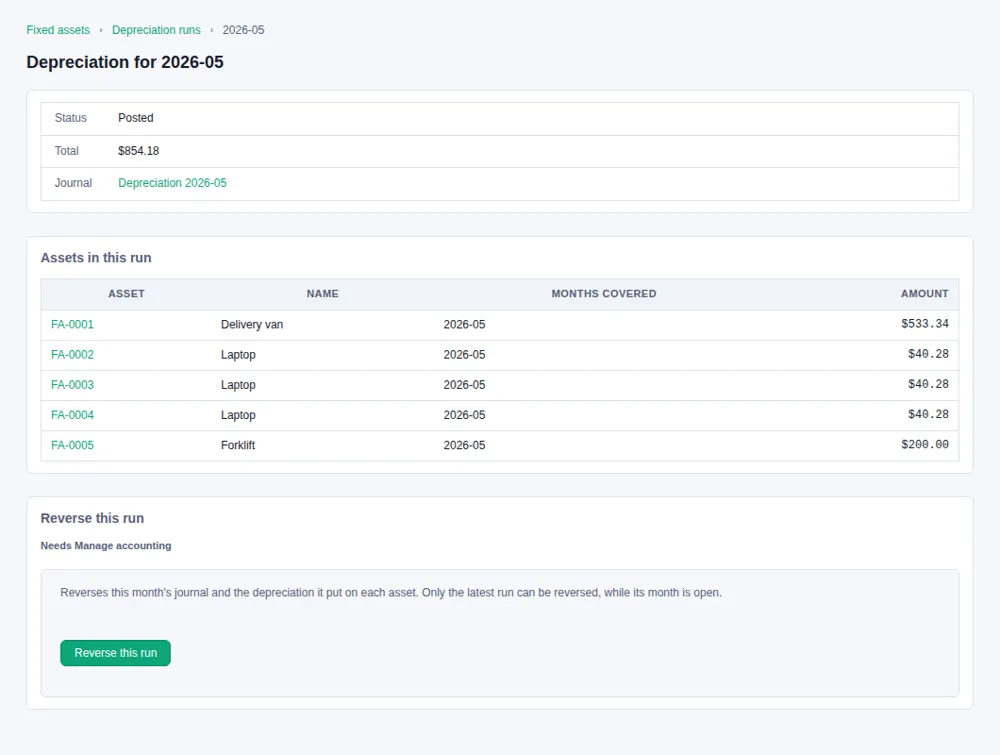 Fixed assets › Depreciation runs › 2026-05
Depreciation for 2026-05
Status Posted
Total $854.18
Journal Depreciation 2026-05
Assets in this run
ASSET NAME MONTHS COVERED AMOUNT
FA-0001 Delivery van 2026-05 $533.34
FA-0002 Laptop 2026-05 $40.28
FA-0003 Laptop 2026-05 $40.28
FA-0004 Laptop 2026-05 $40.28
FA-0005 Forklift 2026-05 $200.00
Reverse this run
Needs Manage accounting
Reverses this month's journal and the depreciation it put on each asset. Only the latest run can be reversed, while its month is open.
Reverse this run